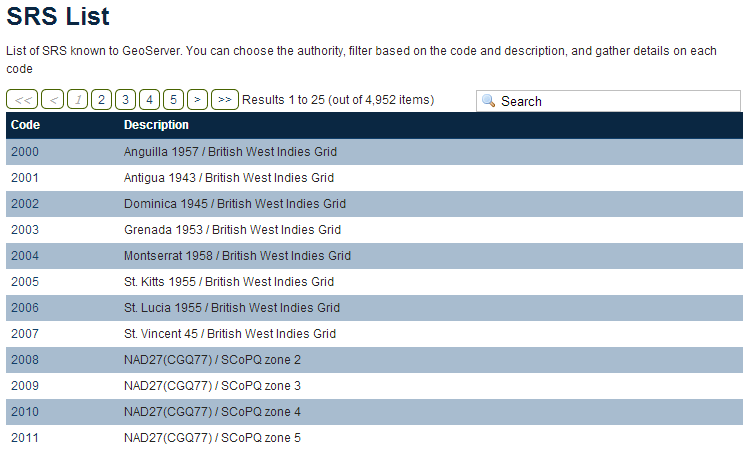 SRS List
List of SRS known to GeoServer. You can choose the authority, filter based on the code and description, and gather details on each
code
<< < 1 2 3 4 5 > >> Results 1 to 25 (out of 4,952 items) Search
Code Description
2000 Anguilla 1957 / British West Indies Grid
2001 Antigua 1943 / British West Indies Grid
2002 Dominica 1945 / British West Indies Grid
2003 Grenada 1953 / British West Indies Grid
2004 Montserrat 1958 / British West Indies Grid
2005 St. Kitts 1955 / British West Indies Grid
2006 St. Lucia 1955 / British West Indies Grid
2007 St. Vincent 45 / British West Indies Grid
2008 NAD27(CGQ77) / SCoPQ zone 2
2009 NAD27(CGQ77) / SCoPQ zone 3
2010 NAD27(CGQ77) / SCoPQ zone 4
2011 NAD27(CGQ77) / SCoPQ zone 5